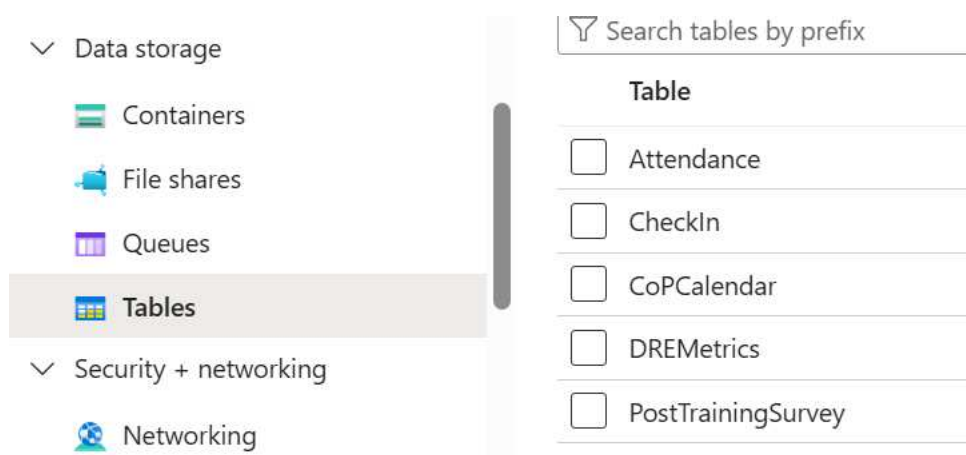 Data storage
Containers
File shares
Queues
Tables
Security + networking
Networking
Search tables by prefix
Table
Attendance
CheckIn
CoPCalendar
DREMetrics
PostTrainingSurvey